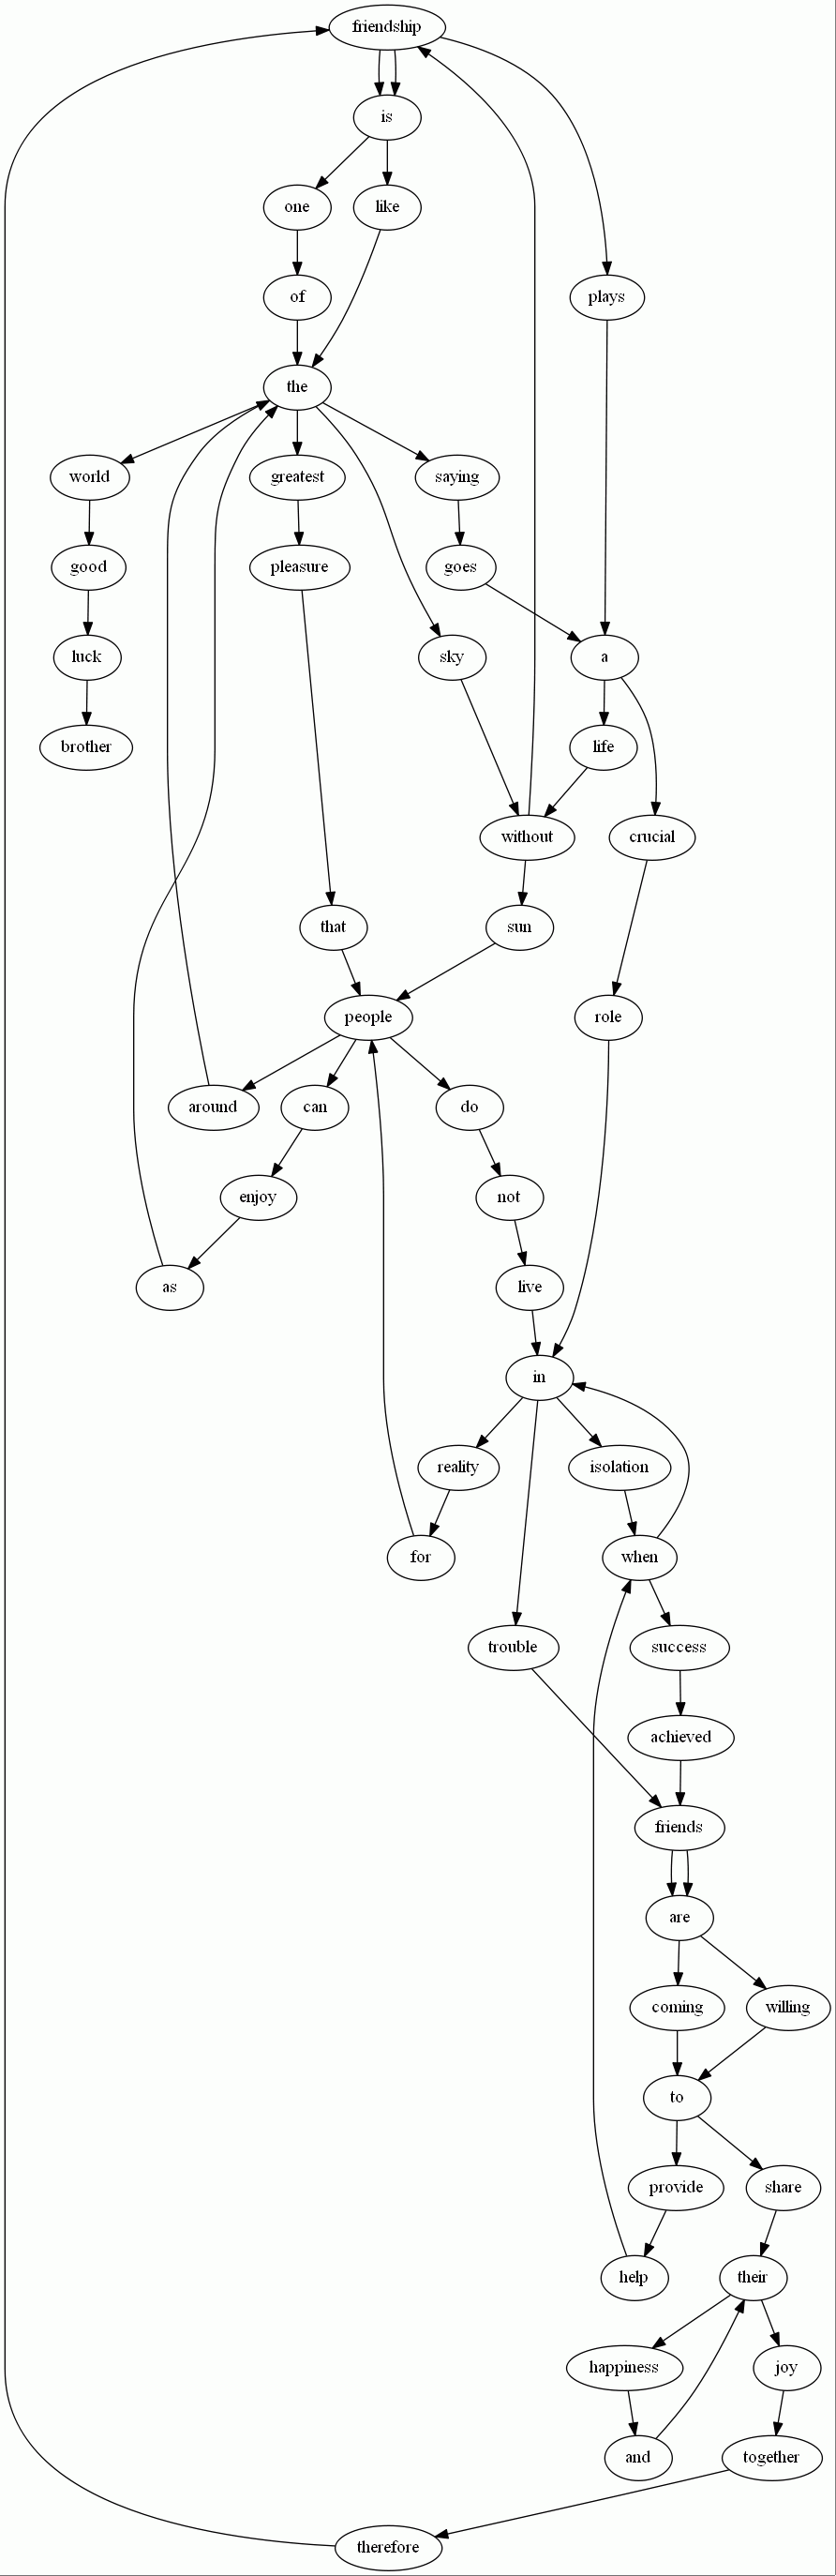 friendship
is
one
like
of
plays
the
world
greatest
saying
good
pleasure
goes
luck
sky
a
brother
life
without
crucial
that
sun
people
role
around
can
do
enjoy
not
as
live
in
reality
isolation
for
when
trouble
success
achieved
friends
are
coming
willing
to
provide
share
help
their
happiness
joy
and
together
therefore